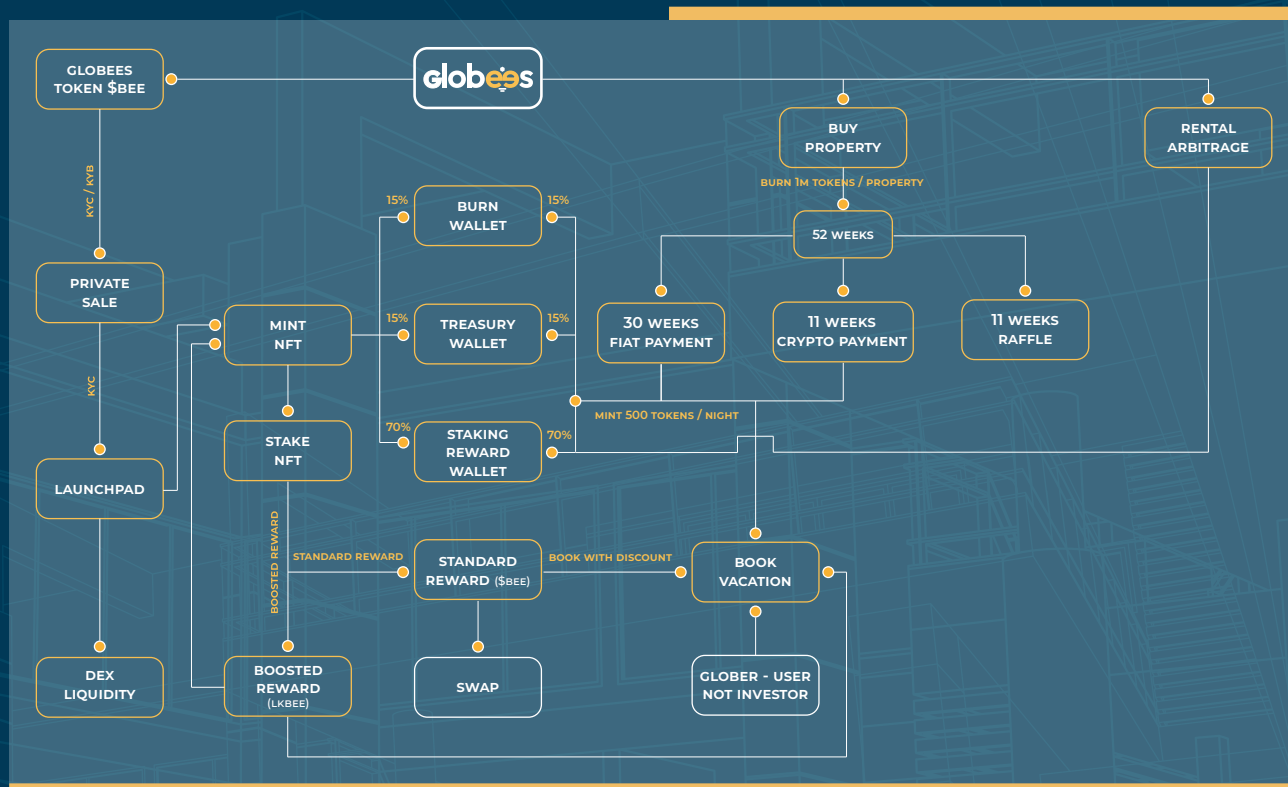 GLOBEES
TOKEN $BEE
globees
BUY
PROPERTY
RENTAL
ARBITRAGE
KYC / KYB
BURN 1M TOKENS / PROPERTY
15%
BURN
WALLET
15%
52 WEEKS
PRIVATE
SALE
MINT
NFT
15%
TREASURY
WALLET
15%
30 WEEKS
FIAT PAYMENT
11 WEEKS
CRYPTO PAYMENT
11 WEEKS
RAFFLE
KYC
MINT 500 TOKENS / NIGHT
STAKE
NFT
70%
STAKING
REWARD
WALLET
70%
LAUNCHPAD
BOOSTED REWARD
STANDARD REWARD
STANDARD
REWARD ($BEE)
BOOK WITH DISCOUNT
BOOK
VACATION
DEX
LIQUIDITY
BOOSTED
REWARD
(LKBEE)
SWAP
GLOBER - USER
NOT INVESTOR